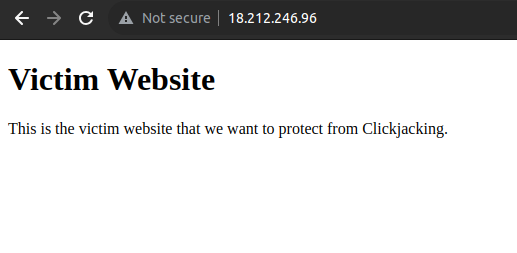 Not secure | 18.212.246.96
Victim Website
This is the victim website that we want to protect from Clickjacking.